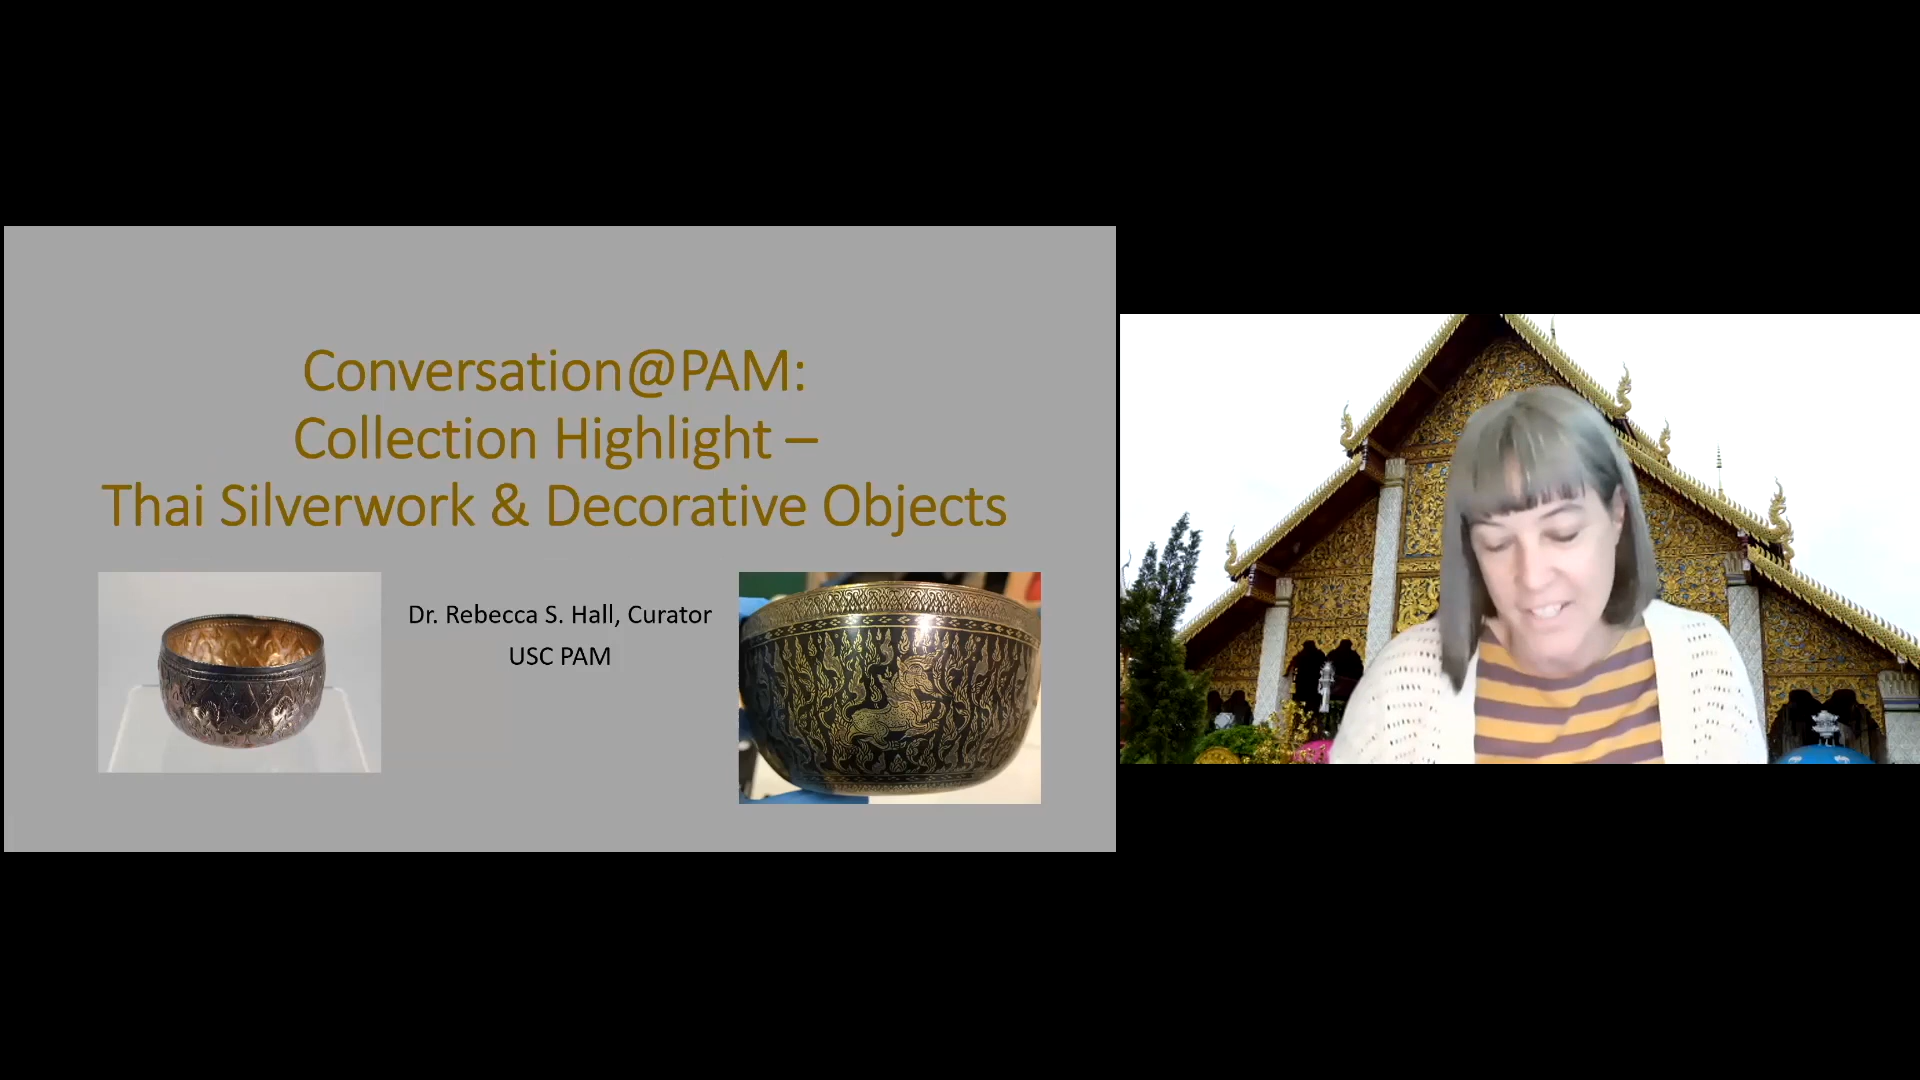 Conversation@PAM:
Collection Highlight –
Thai Silverwork & Decorative Objects
Dr. Rebecca S. Hall, Curator
USC PAM